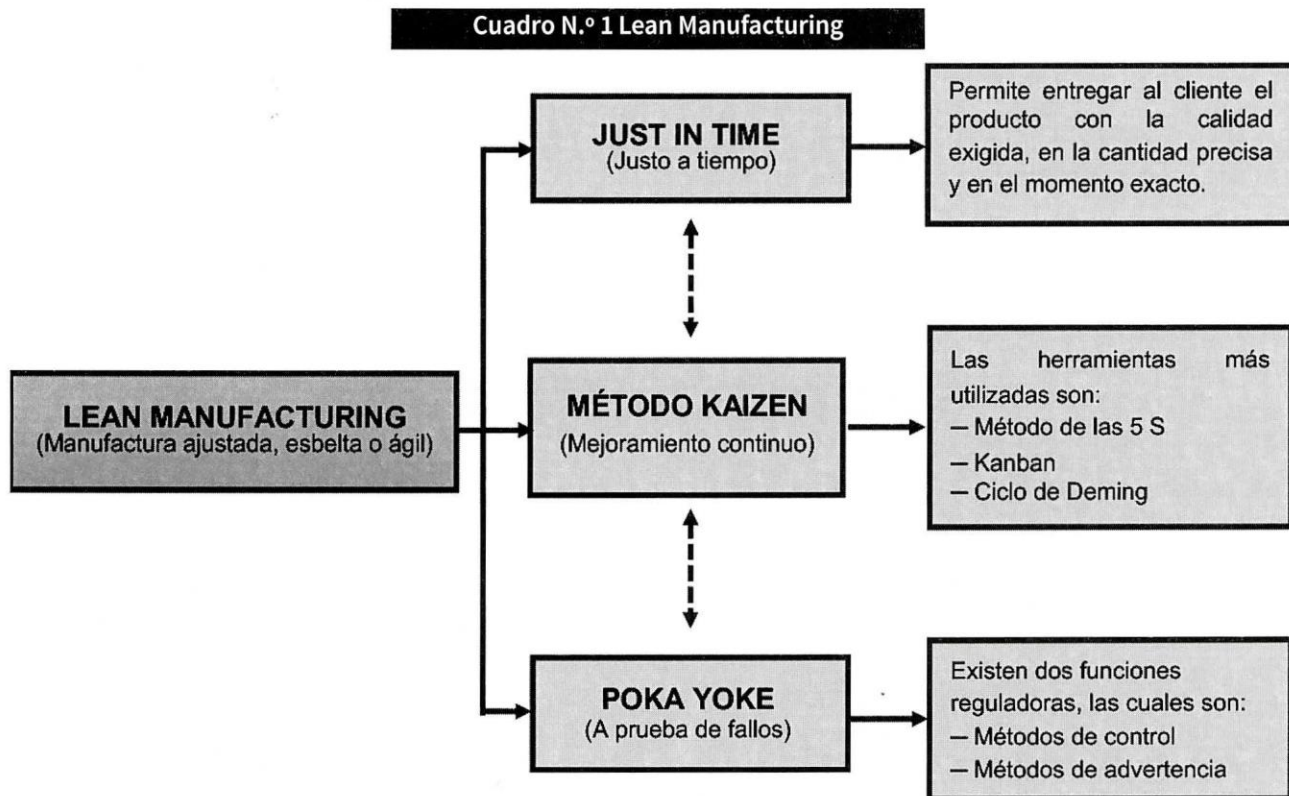 Cuadro N.º 1 Lean Manufacturing
JUST IN TIME
(Justo a tiempo)
Permite entregar al cliente el
producto con la calidad
exigida, en la cantidad precisa
y en el momento exacto.
LEAN MANUFACTURING
(Manufactura ajustada, esbelta o ágil)
MÉTODO KAIZEN
(Mejoramiento continuo)
Las herramientas más
utilizadas son:
— Método de las 5 S
— Kanban
— Ciclo de Deming
POKA YOKE
(A prueba de fallos)
Existen dos funciones
reguladoras, las cuales son:
— Métodos de control
— Métodos de advertencia